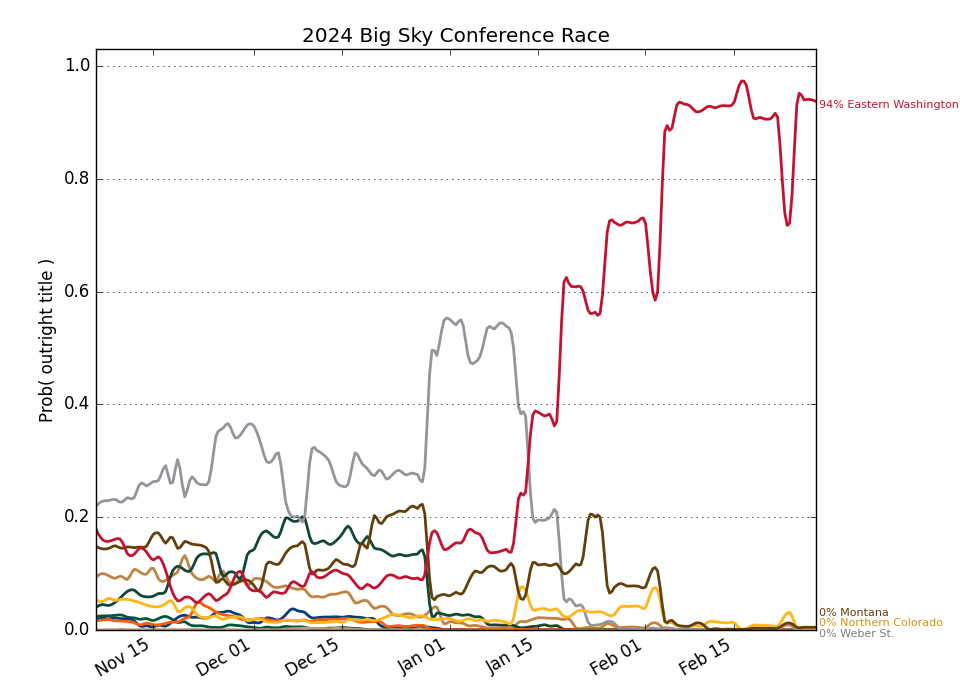 2024 Big Sky Conference Race
Prob( outright title )
1.0
0.8
0.6
0.4
0.2
0.0
Nov 15
Dec 01
Dec 15
Jan 01
Jan 15
Feb 01
Feb 15
94% Eastern Washington
0% Montana
0% Northern Colorado
0% Weber St.